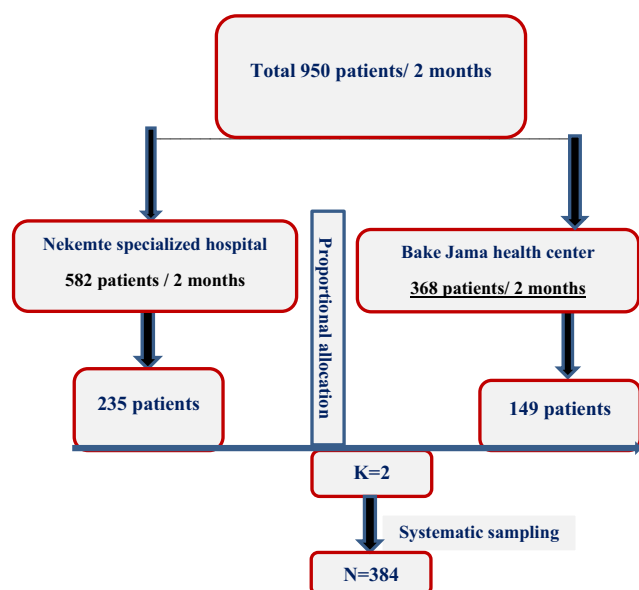 Total 950 patients/ 2 months
Nekemte specialized hospital
582 patients / 2 months
Proportional allocation
Bake Jama health center
368 patients/ 2 months
235 patients
149 patients
K=2
Systematic sampling
N=384